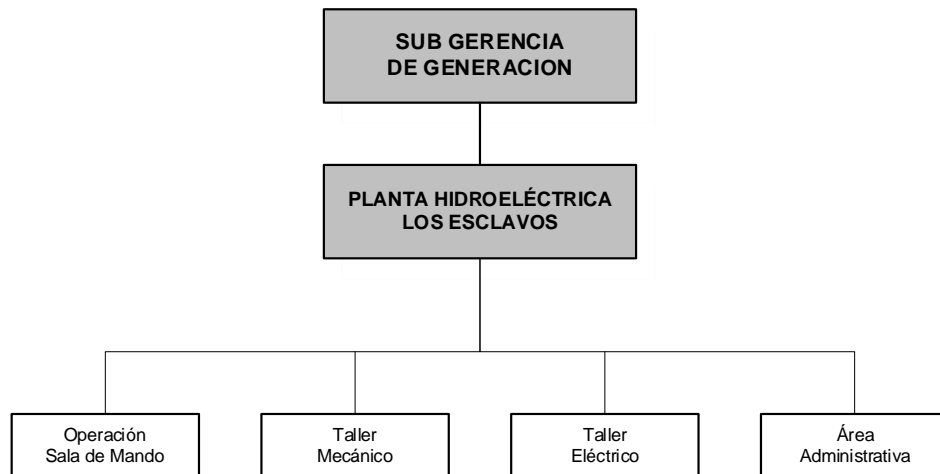 SUB GERENCIA
DE GENERACION
PLANTA HIDROELÉCTRICA
LOS ESCLAVOS
Operación
Sala de Mando
Taller
Mecánico
Taller
Eléctrico
Área
Administrativa